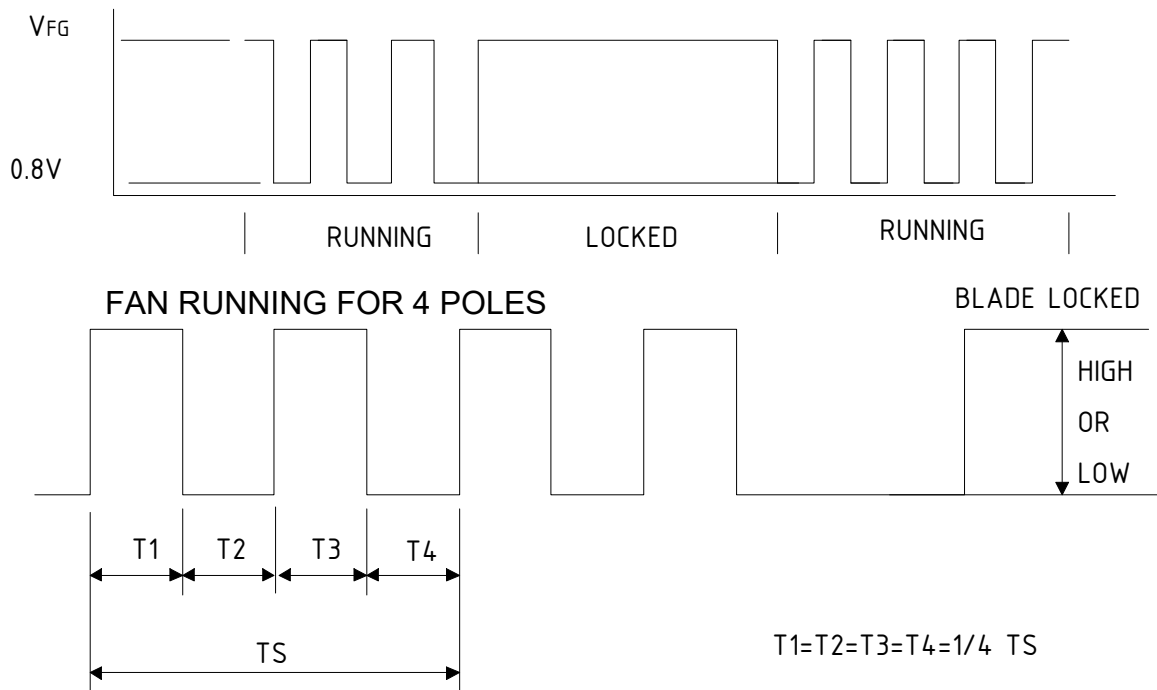 VFG
0.8V
RUNNING LOCKED RUNNING
FAN RUNNING FOR 4 POLES
BLADE LOCKED
HIGH
OR
LOW
T1 T2 T3 T4
TS
T1=T2=T3=T4=1/4 TS